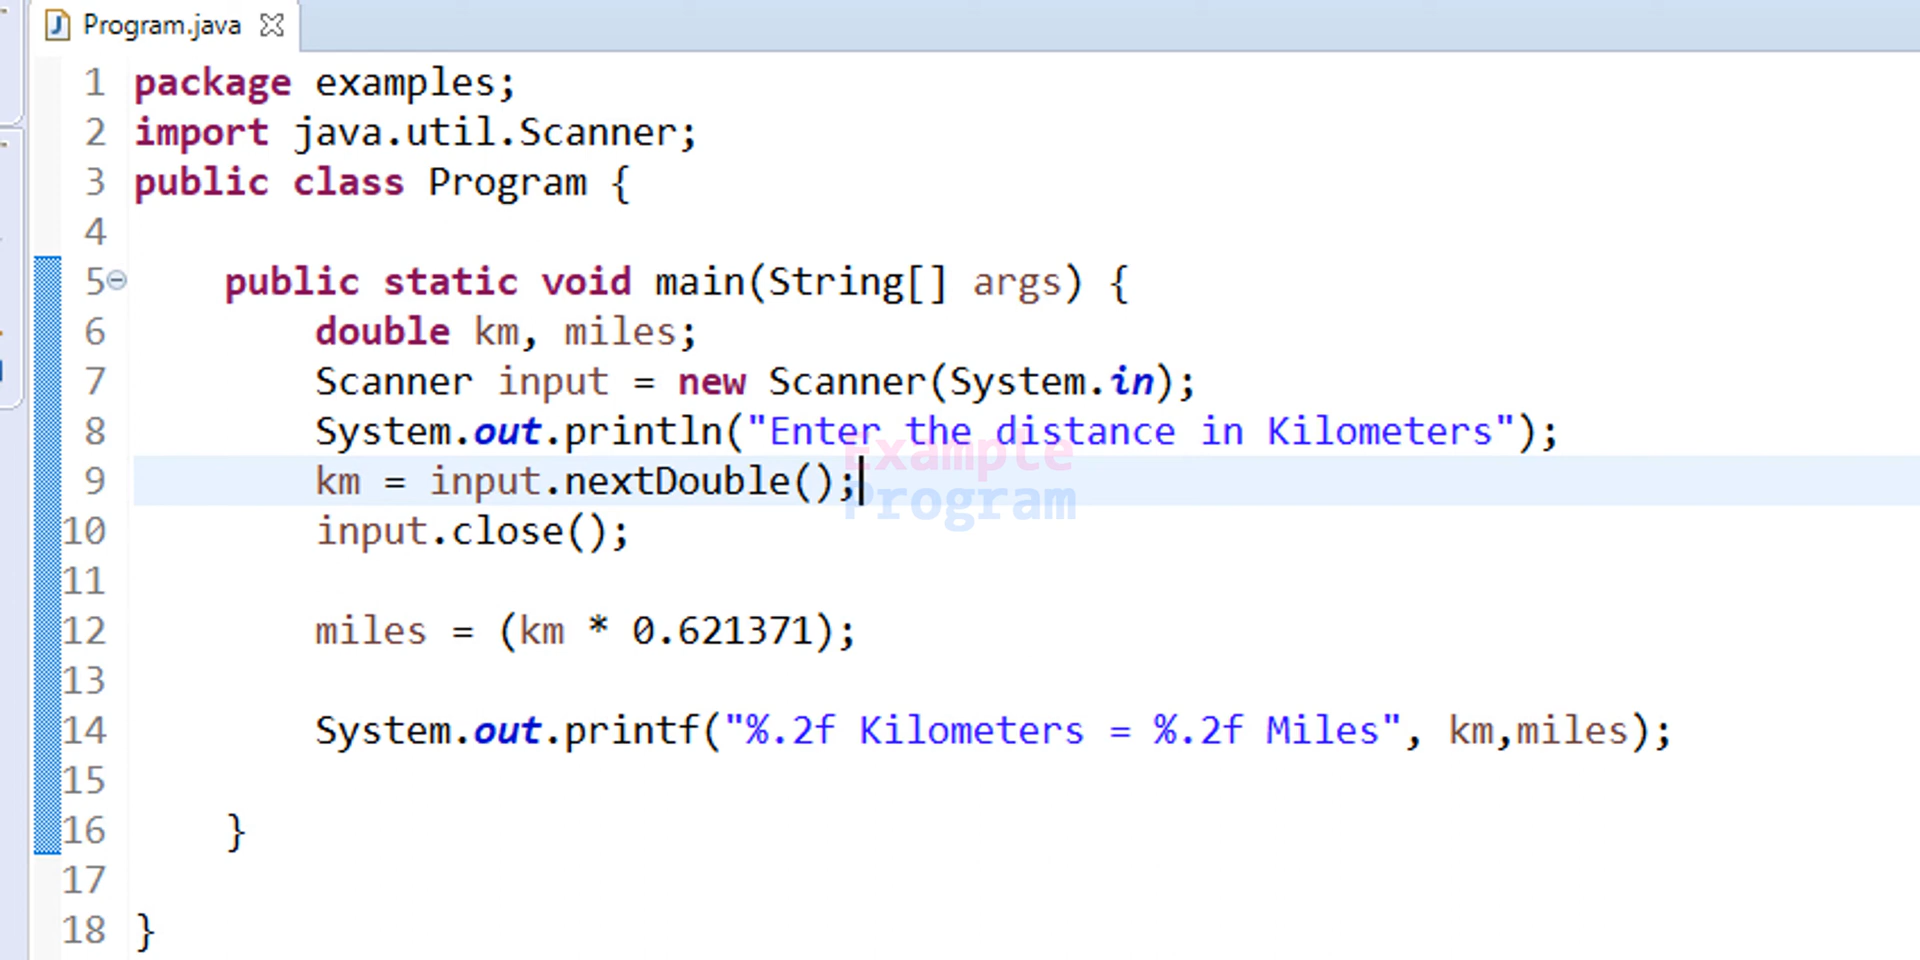 Program.java
1 package examples;
2 import java.util.Scanner;
3 public class Program {
4
5 public static void main(String[] args) {
6 double km, miles;
7 Scanner input = new Scanner(System.in);
8 System.out.println("Enter the distance in Kilometers");
9 km = input.nextDouble();
10 input.close();
11
12 miles = (km * 0.621371);
13
14 System.out.printf("%.2f Kilometers = %.2f Miles", km,miles);
15
16 }
17
18 }
Example
Program